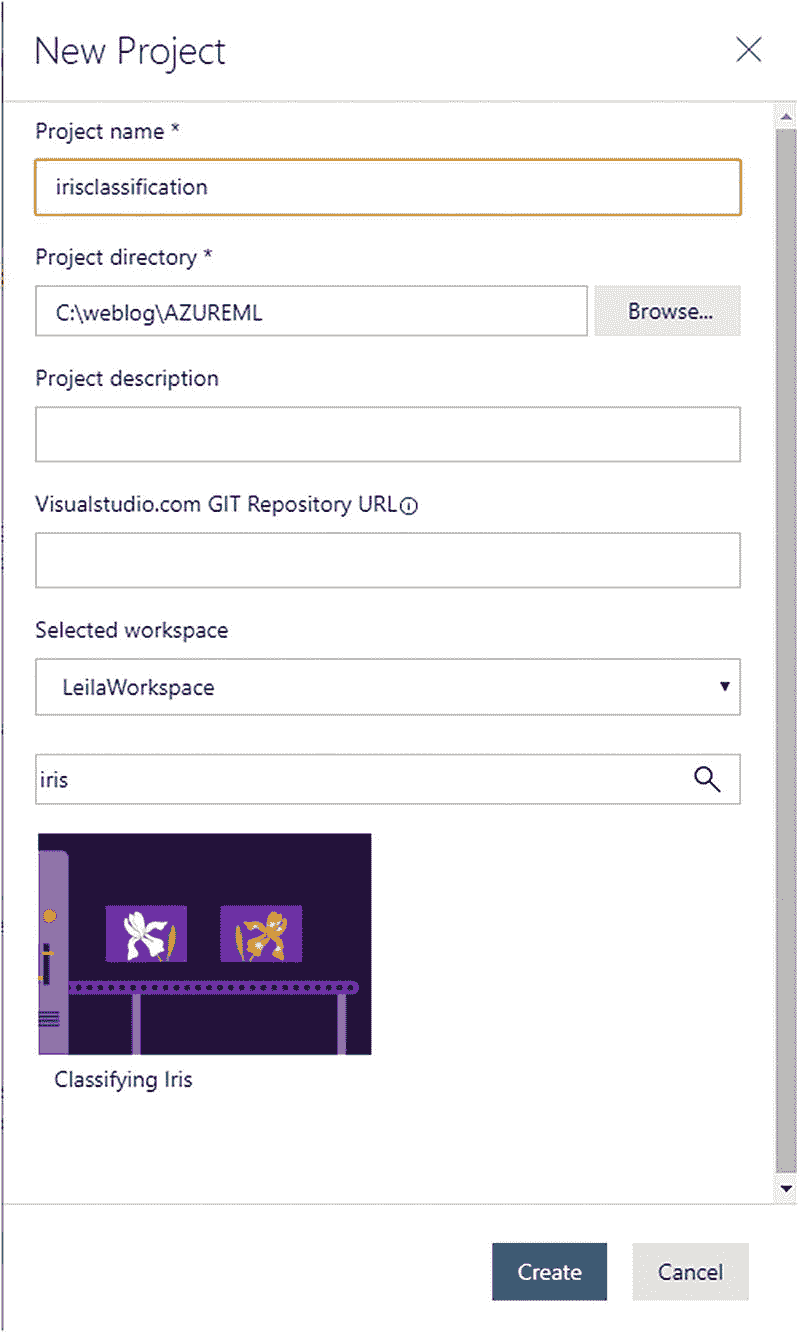 New Project
Project name *
irisclassification
Project directory *
C:\weblog\AZUREML
Browse...
Project description
Visualstudio.com GIT Repository URL
Selected workspace
LeilaWorkspace
iris
Classifying Iris
Create
Cancel